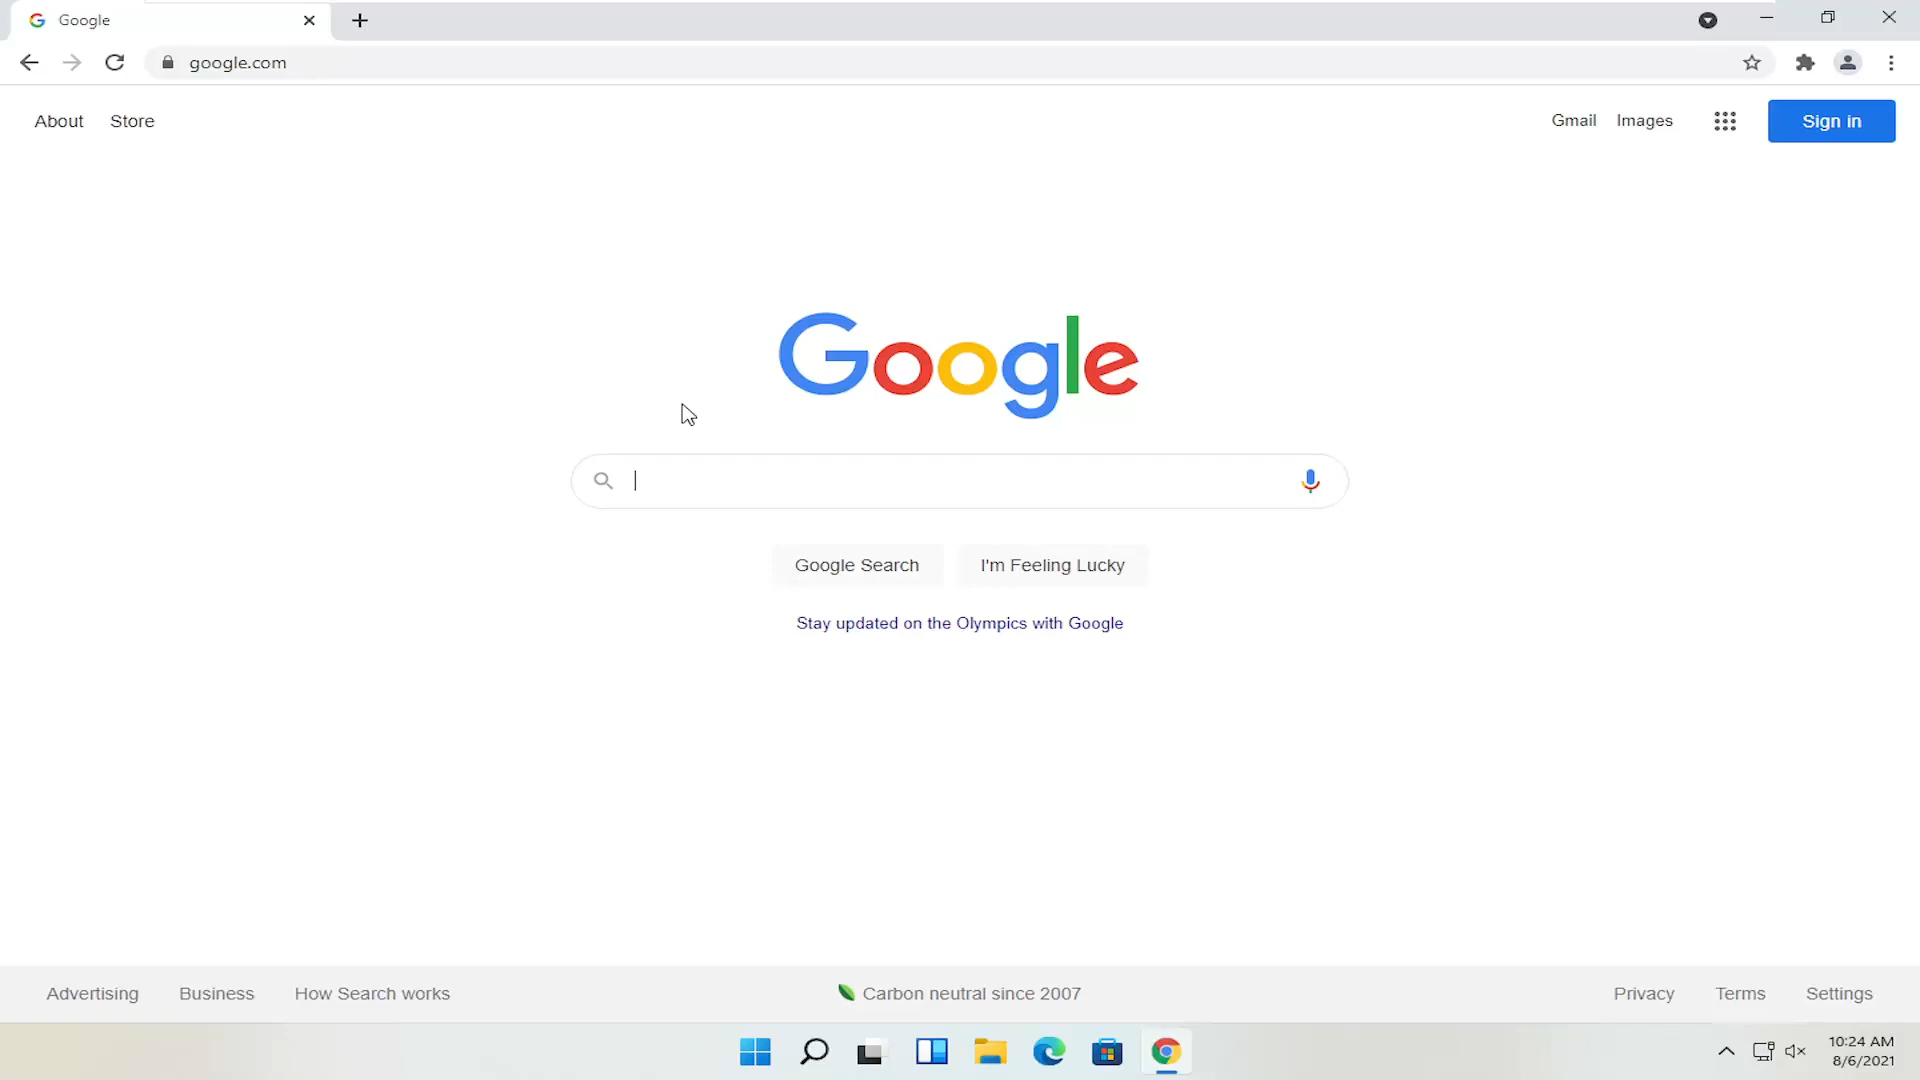 Google
google.com
About Store Gmail Images Sign in
Google
Google Search I'm Feeling Lucky
Stay updated on the Olympics with Google
Advertising Business How Search works Carbon neutral since 2007 Privacy Terms Settings
10:24 AM
8/6/2021